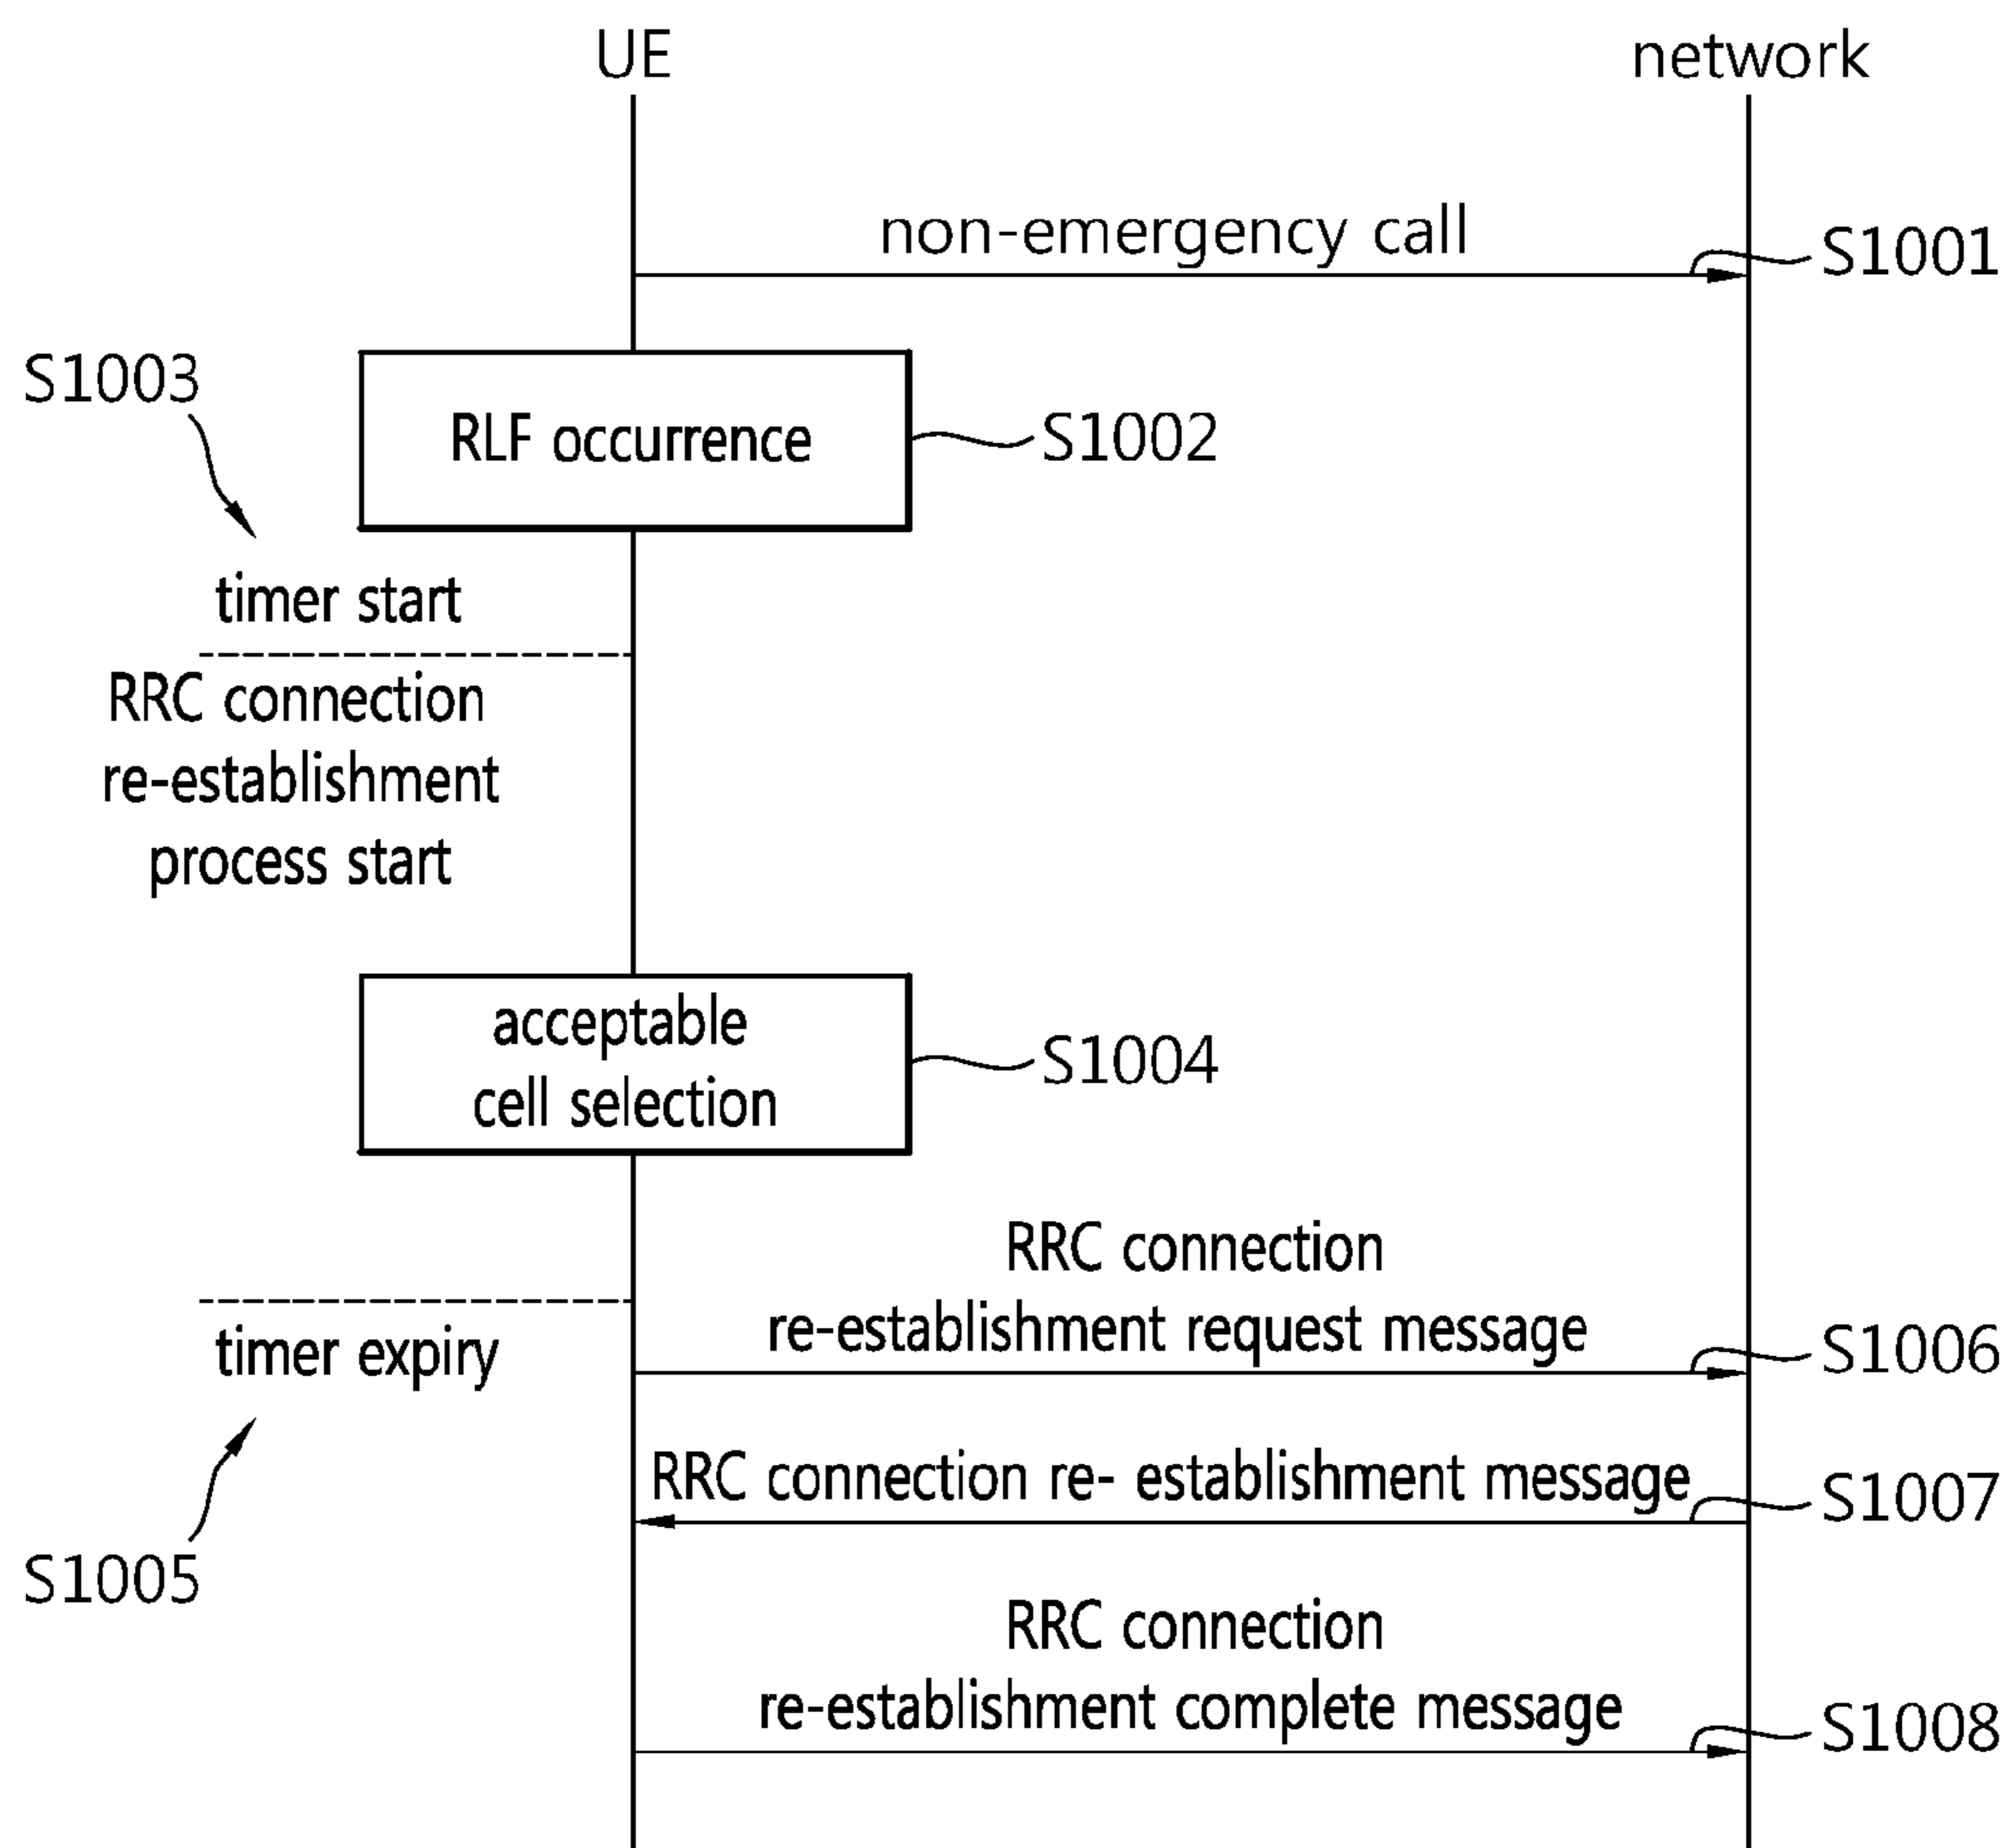 UE
network
non-emergency call
S1001
S1003
RLF occurrence
S1002
timer start
RRC connection
re-establishment
process start
acceptable
cell selection
S1004
RRC connection
re-establishment request message
S1006
timer expiry
S1005
RRC connection re- establishment message
S1007
RRC connection
re-establishment complete message
S1008